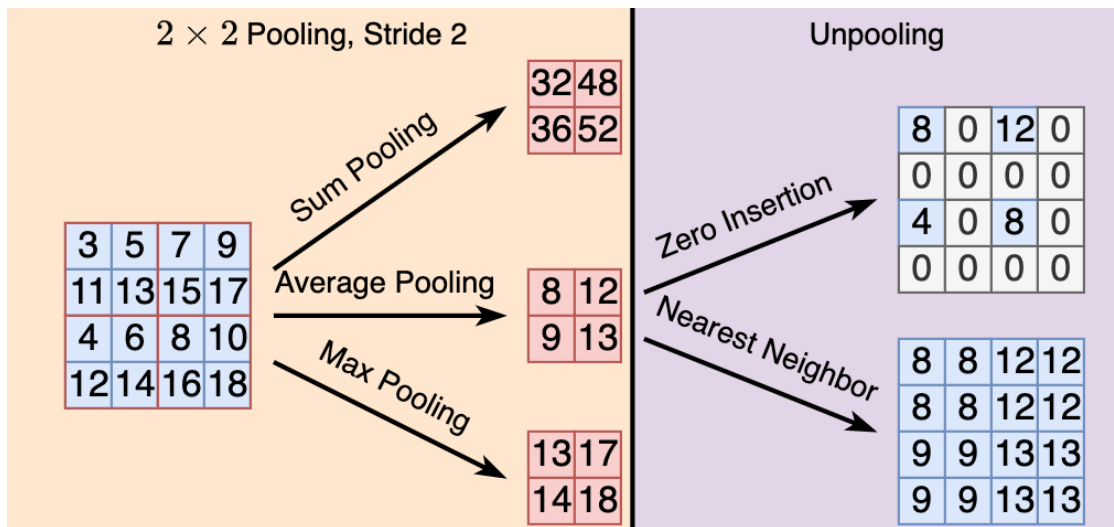 2 × 2 Pooling, Stride 2
Unpooling
3 5 7 9
11 13 15 17
4 6 8 10
12 14 16 18
Sum Pooling
Average Pooling
Max Pooling
32 48
36 52
8 12
9 13
13 17
14 18
Zero Insertion
Nearest Neighbor
8 0 12 0
0 0 0 0
4 0 8 0
0 0 0 0
8 8 12 12
8 8 12 12
9 9 13 13
9 9 13 13